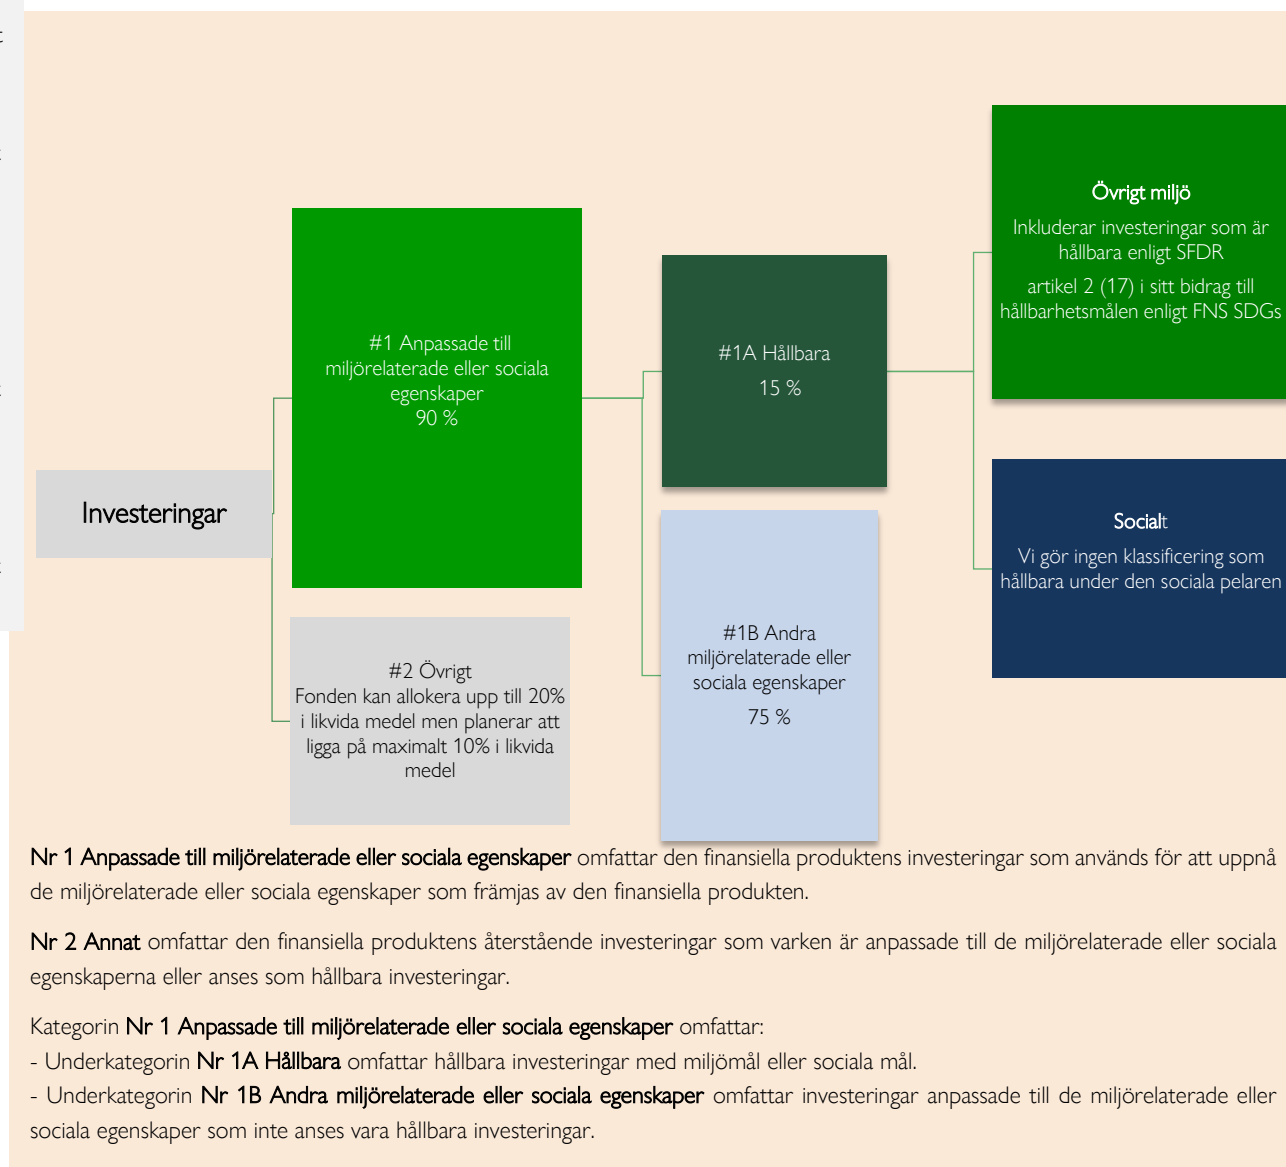 Övrigt miljö
Inkluderar investeringar som är
hållbara enligt SFDR
artikel 2 (17) i sitt bidrag till
hållbarhetsmålen enligt FNS SDGs
#1 Anpassade till
miljörelaterade eller sociala
egenskaper
90 %
#1A Hållbara
15 %
Investeringar
Socialt
Vi gör ingen klassificering som
hållbara under den sociala pelaren
#2 Övrigt
Fonden kan allokera upp till 20%
i likvida medel men planerar att
ligga på maximalt 10% i likvida
medel
#1B Andra
miljörelaterade eller
sociala egenskaper
75 %
Nr 1 Anpassade till miljörelaterade eller sociala egenskaper omfattar den finansiella produktens investeringar som används för att uppnå
de miljörelaterade eller sociala egenskaper som främjas av den finansiella produkten.
Nr 2 Annat omfattar den finansiella produktens återstående investeringar som varken är anpassade till de miljörelaterade eller sociala
egenskaperna eller anses som hållbara investeringar.
Kategorin Nr 1 Anpassade till miljörelaterade eller sociala egenskaper omfattar:
- Underkategorin Nr 1A Hållbara omfattar hållbara investeringar med miljömål eller sociala mål.
- Underkategorin Nr 1B Andra miljörelaterade eller sociala egenskaper omfattar investeringar anpassade till de miljörelaterade eller
sociala egenskaper som inte anses vara hållbara investeringar.